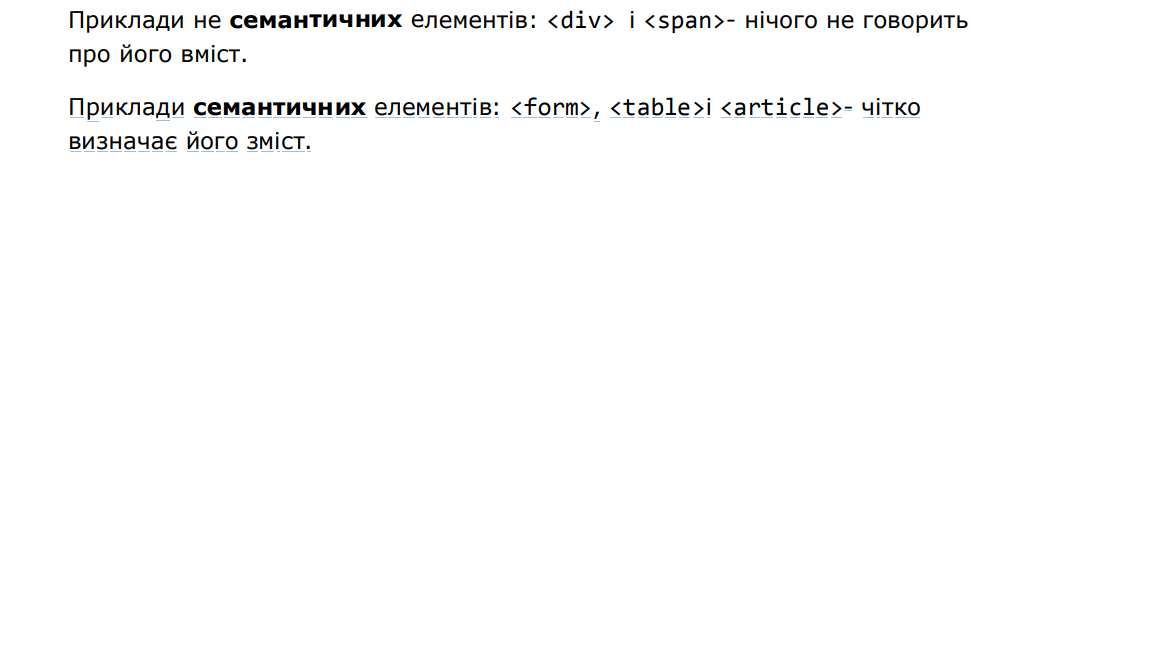 Приклади не семантичних елементів: <div> і <span>- нічого не говорить
про його вміст.
Приклади семантичних елементів: <form>, <table>і <article>- чітко
визначає його зміст.